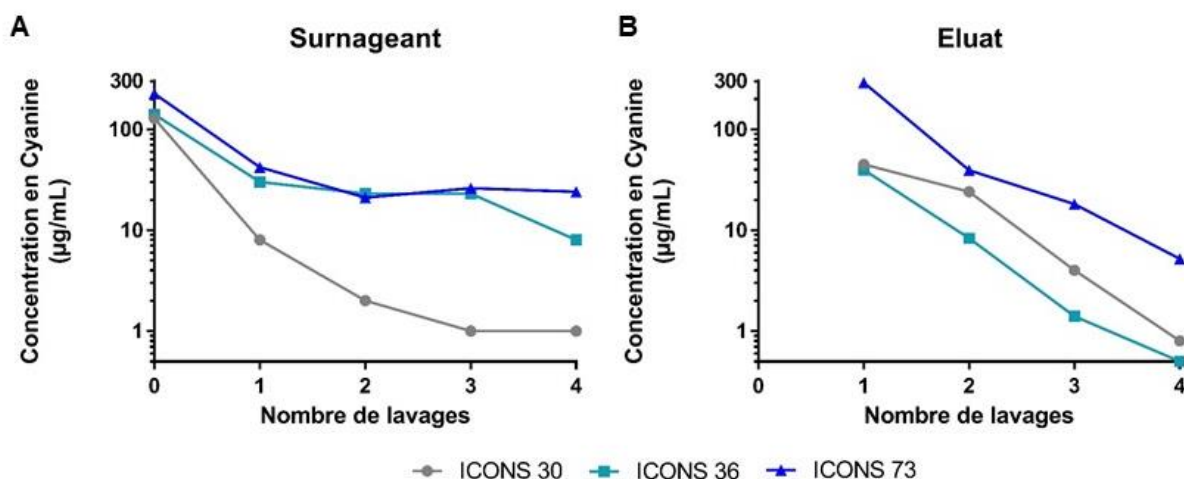 A
Surnageant
Concentration en Cyanine
(µg/mL)
300
100
10
1
0 1 2 3 4
Nombre de lavages
B
Eluat
Concentration en Cyanine
(µg/mL)
300
100
10
1
0 1 2 3 4
Nombre de lavages
ICONS 30 ICONS 36 ICONS 73